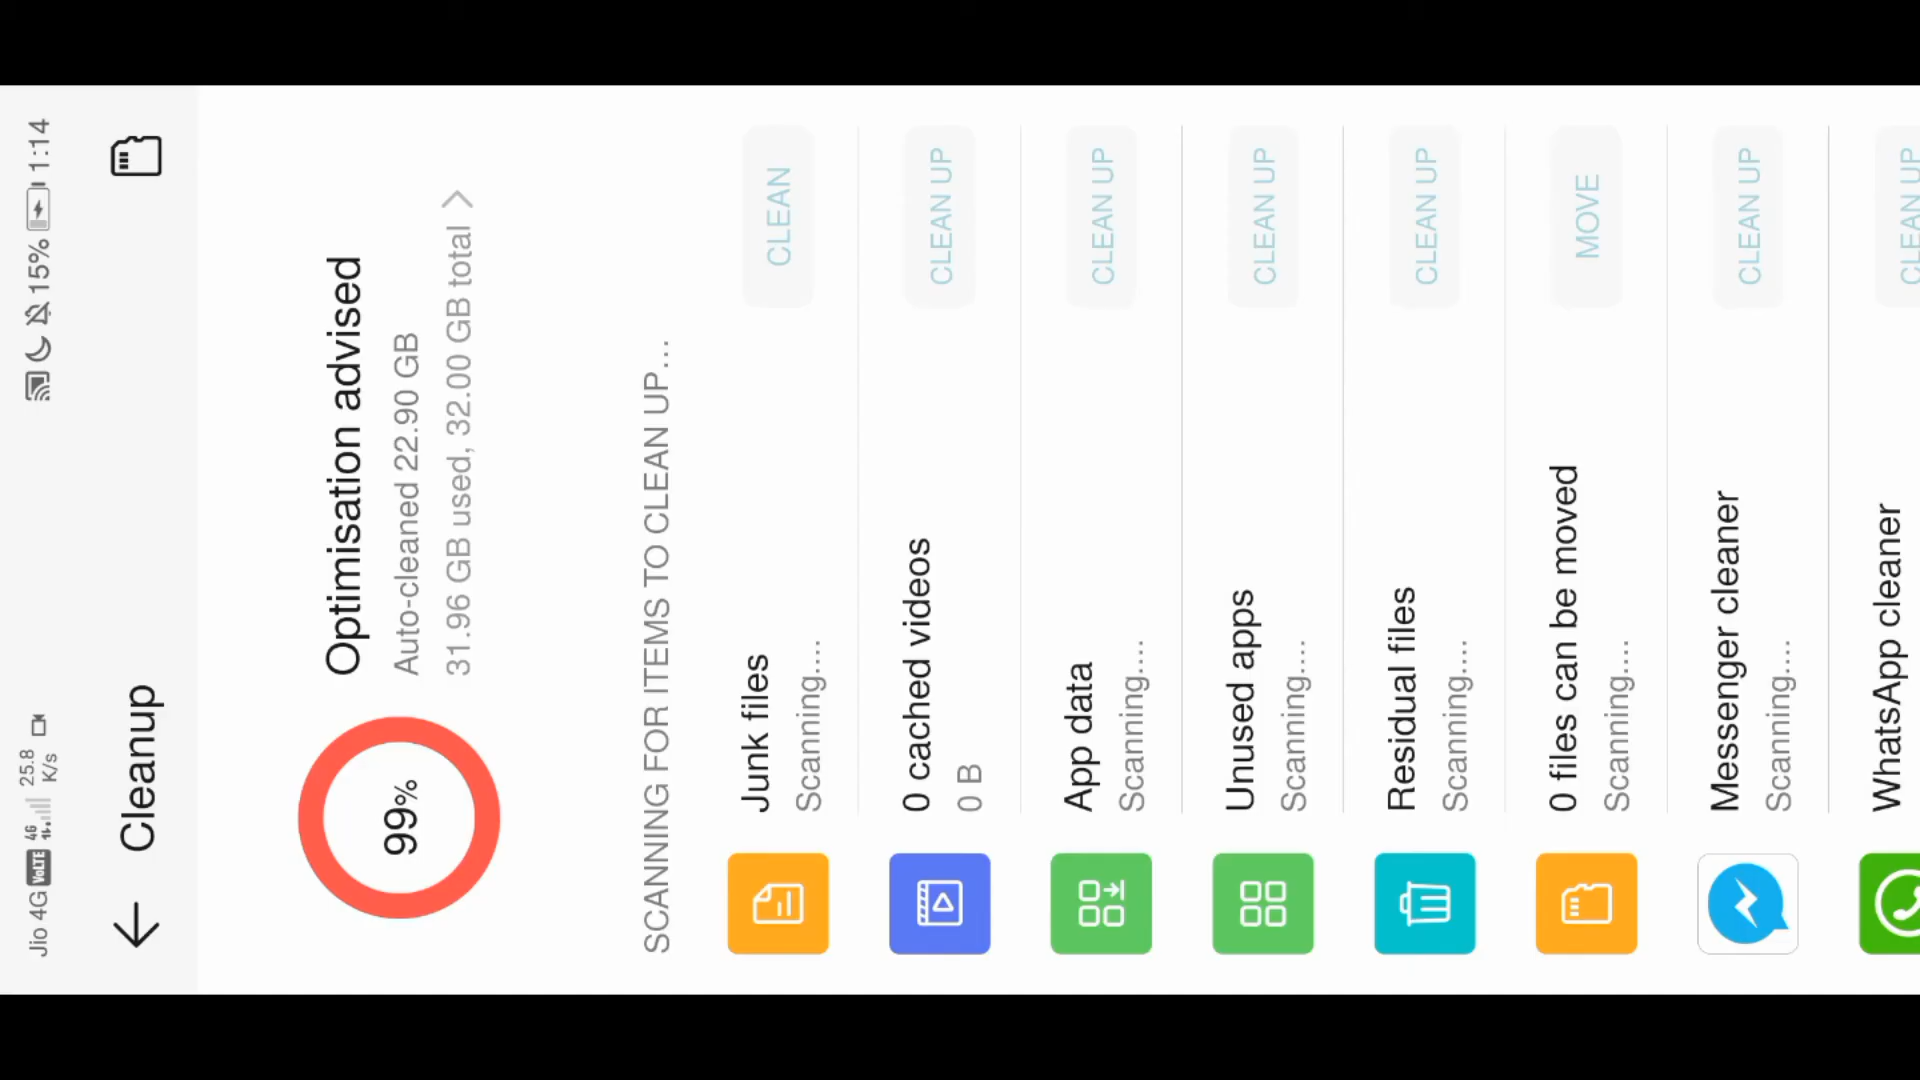 Jio 4G VoLTE 4G 25.8 K/s 15% 1:14
Cleanup
99%
Optimisation advised
Auto-cleaned 22.90 GB
31.96 GB used, 32.00 GB total
SCANNING FOR ITEMS TO CLEAN UP...
Junk files
Scanning....
CLEAN
0 cached videos
0 B
CLEAN UP
App data
Scanning....
CLEAN UP
Unused apps
Scanning....
CLEAN UP
Residual files
Scanning....
CLEAN UP
0 files can be moved
Scanning....
MOVE
Messenger cleaner
Scanning....
CLEAN UP
WhatsApp cleaner
CLEAN UP